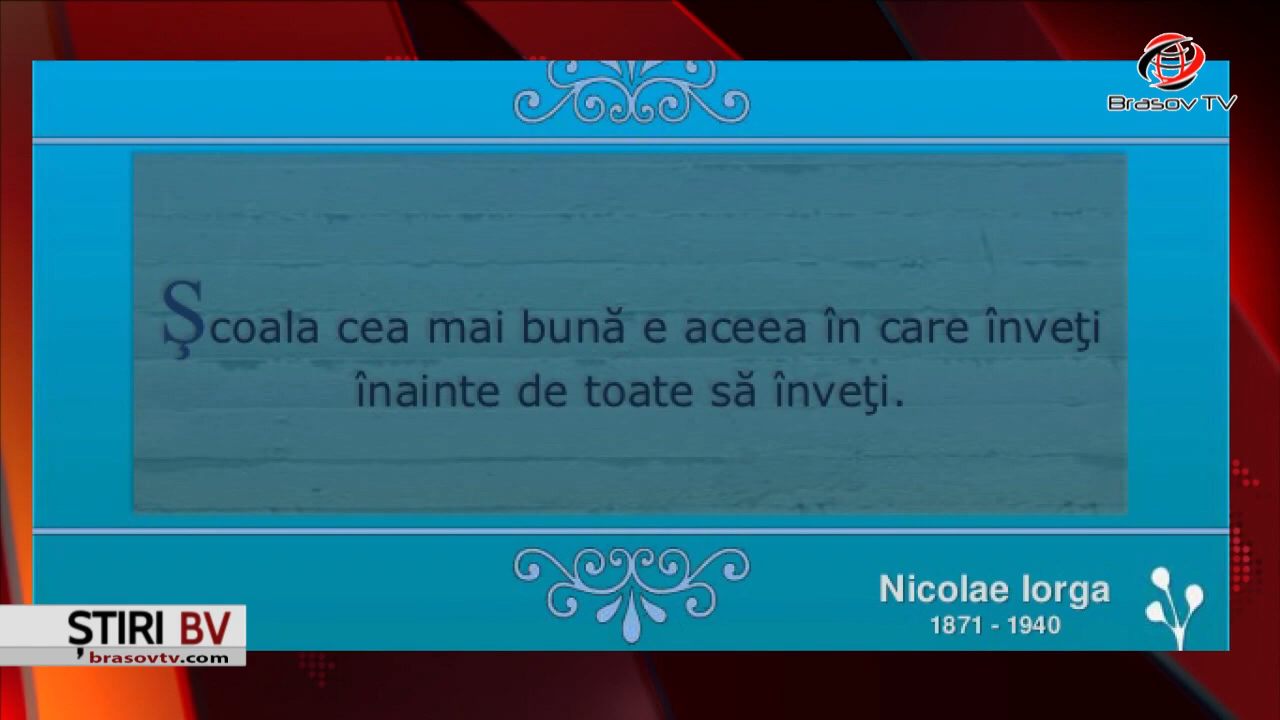 Brasov TV
Şcoala cea mai bună e aceea în care înveţi
înainte de toate să înveţi.
Nicolae Iorga
1871 - 1940
ȘTIRI BV
brasovtv.com